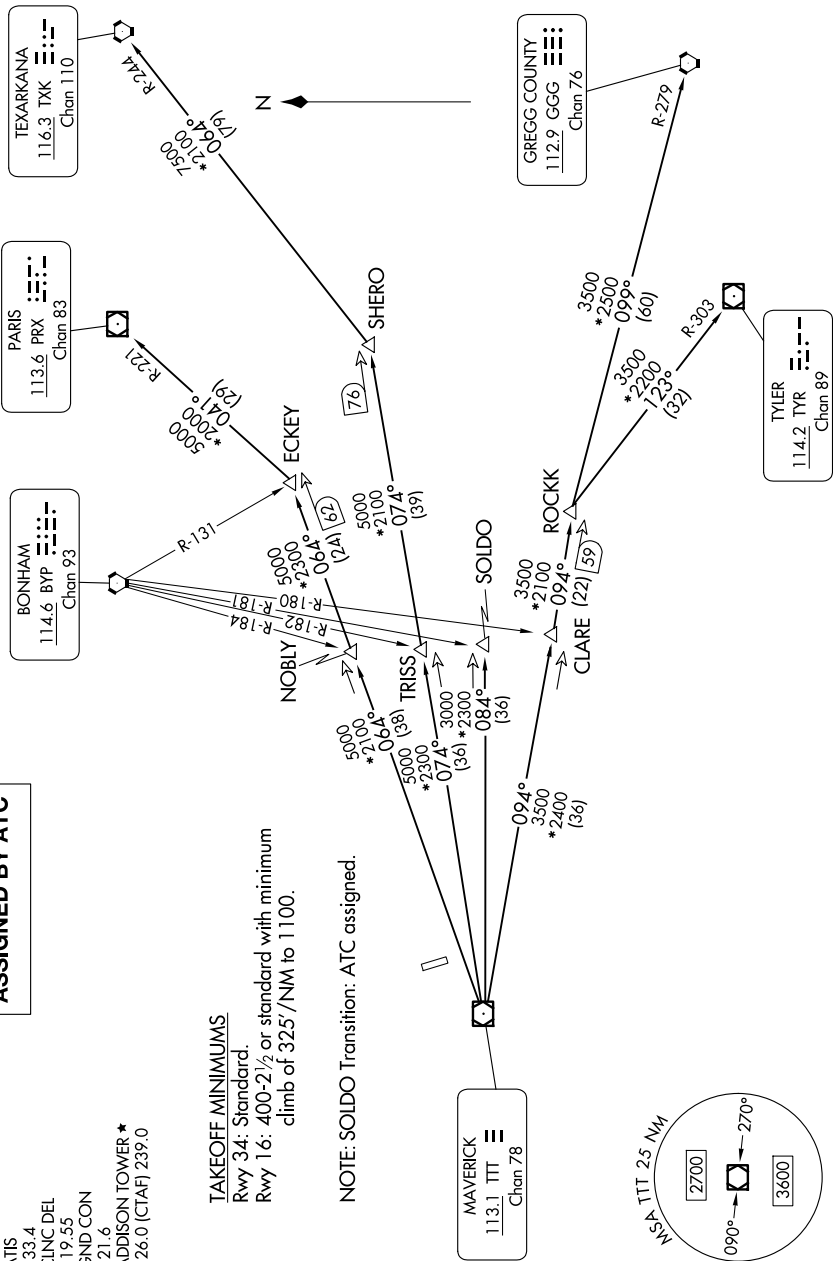 ASSIGNED BY ATC
ATIS
33.4
CLNC DEL
19.55
GND CON
21.6
ADDISON TOWER ★
26.0 (CTAF) 239.0
TAKEOFF MINIMUMS
Rwy 34: Standard.
Rwy 16: 400-2½ or standard with minimum
climb of 325'/NM to 1100.
NOTE: SOLDO Transition: ATC assigned.
BONHAM
114.6 BYP
Chan 93
PARIS
113.6 PRX
Chan 83
TEXARKANA
116.3 TXK
Chan 110
R-244
7500
*2100
064°
(79)
N
R-221
5000
*2000
041°
(29)
ECKEY
R-131
R-184
R-182
R-181
R-180
NOBLY
5000
*2300
064°
(24)
62
SHERO
76
5000
*2100
074°
(39)
TRISS
SOLDO
5000
*2100
064°
(38)
5000
*2300
074°
(36)
3000
*2300
084°
(36)
094°
3500
*2400
(36)
CLARE
3500
*2100
094°
(22)
59
ROCKK
3500
*2500
099°
(60)
R-279
GREGG COUNTY
112.9 GGG
Chan 76
3500
*2200
123°
(32)
R-303
TYLER
114.2 TYR
Chan 89
MAVERICK
113.1 TTT
Chan 78
MSA TTT 25 NM
2700
090°
270°
3600